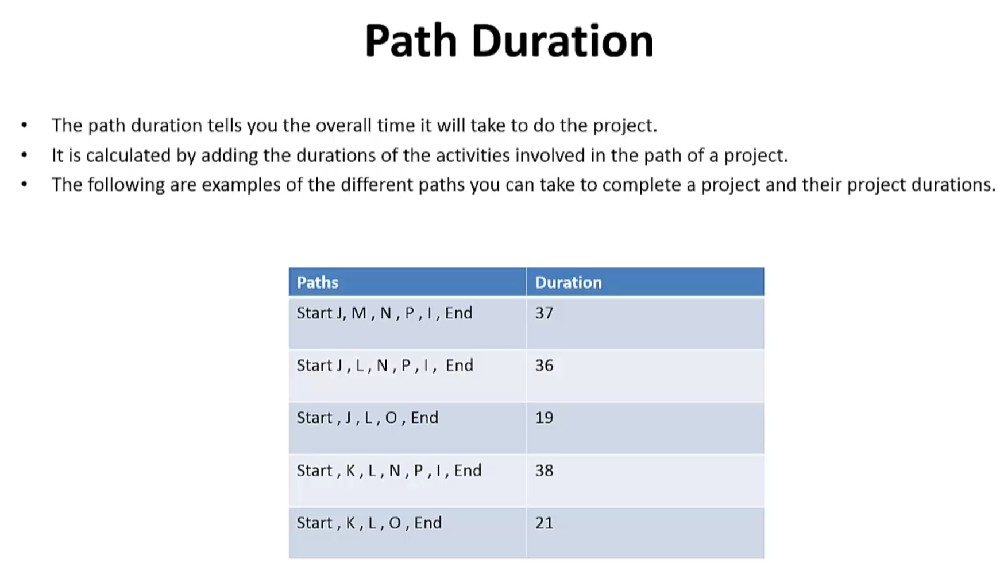 Path Duration
• The path duration tells you the overall time it will take to do the project.
• It is calculated by adding the durations of the activities involved in the path of a project.
• The following are examples of the different paths you can take to complete a project and their project durations.
Paths Duration
Start J, M , N , P , I , End 37
Start J , L , N , P , I ,  End 36
Start , J , L , O , End 19
Start , K , L , N , P , I , End 38
Start , K , L , O , End 21